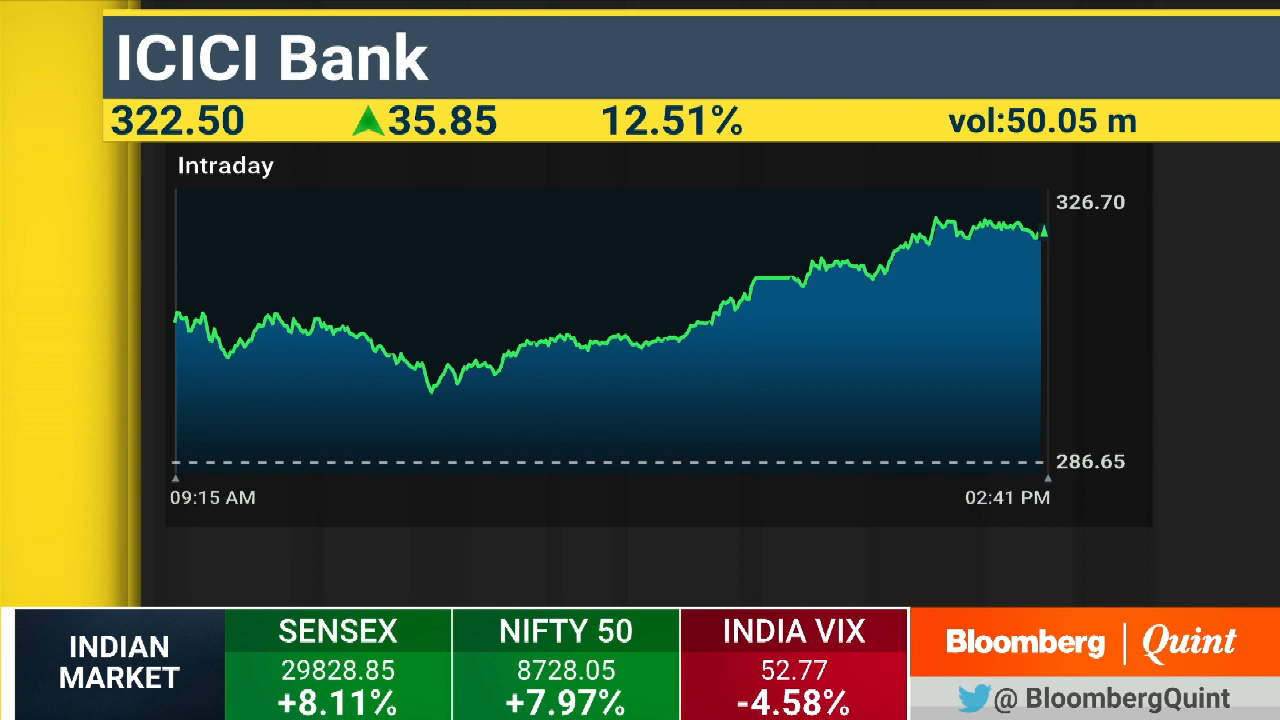 ICICI Bank
322.50 35.85 12.51% vol:50.05 m
Intraday
326.70
286.65
09:15 AM 02:41 PM
INDIAN
MARKET
SENSEX
29828.85
+8.11%
NIFTY 50
8728.05
+7.97%
INDIA VIX
52.77
-4.58%
Bloomberg | Quint
@ BloombergQuint